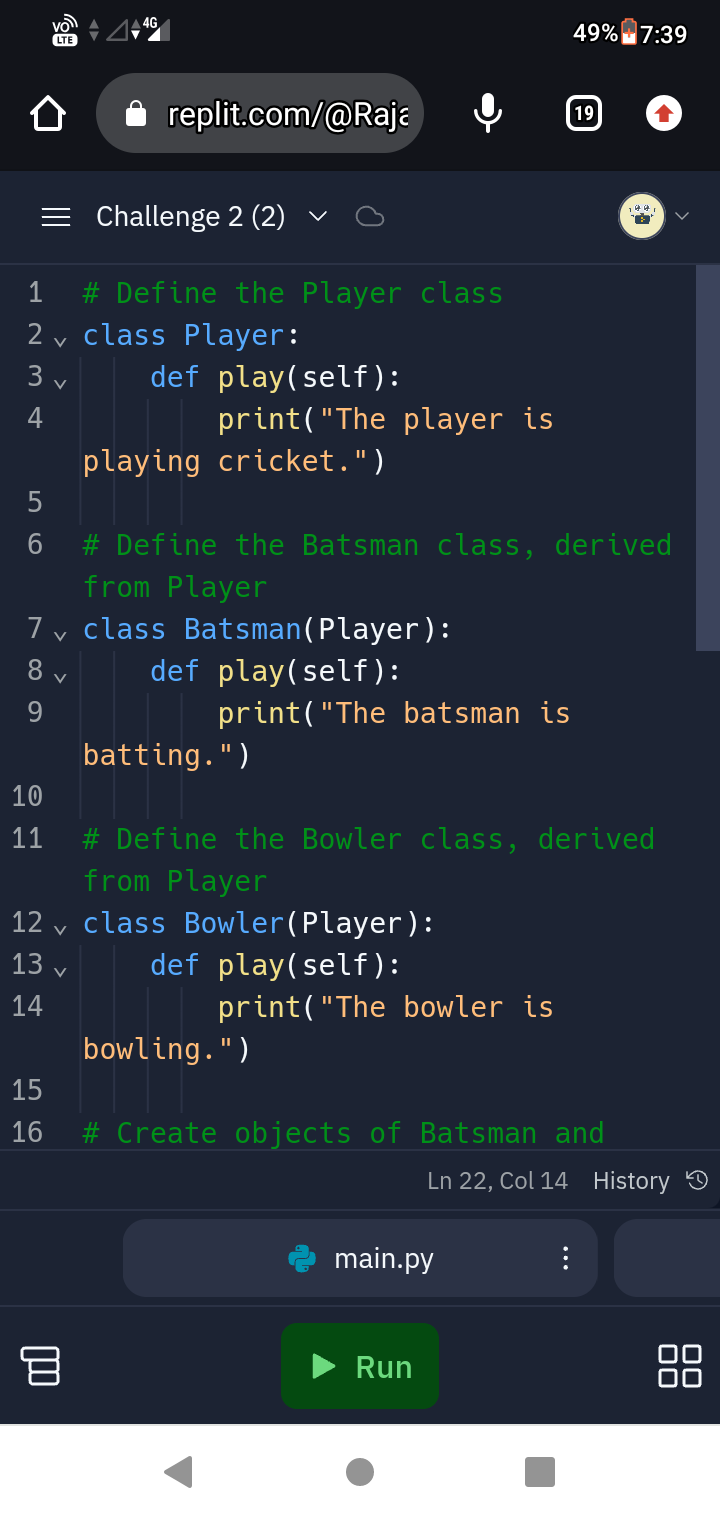 VO LTE 4G 49% 7:39
replit.com/@Raja 19
Challenge 2 (2)
1 # Define the Player class
2 class Player:
3 def play(self):
4 print("The player is
playing cricket.")
5
6 # Define the Batsman class, derived
from Player
7 class Batsman(Player):
8 def play(self):
9 print("The batsman is
batting.")
10
11 # Define the Bowler class, derived
from Player
12 class Bowler(Player):
13 def play(self):
14 print("The bowler is
bowling.")
15
16 # Create objects of Batsman and
Ln 22, Col 14 History
main.py
Run